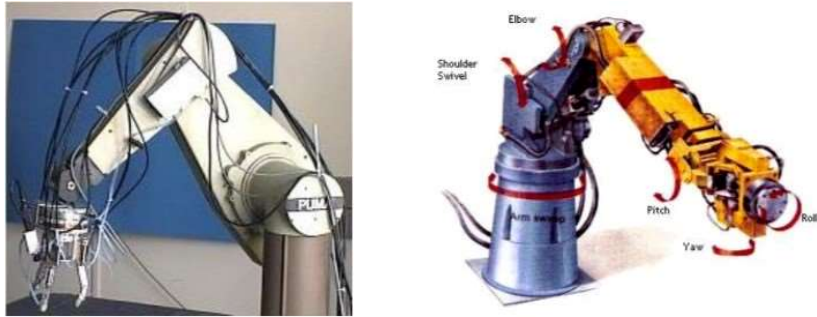 PUMA
Elbow
Shoulder
Swivel
Arm sweep
Pitch
Roll
Yaw